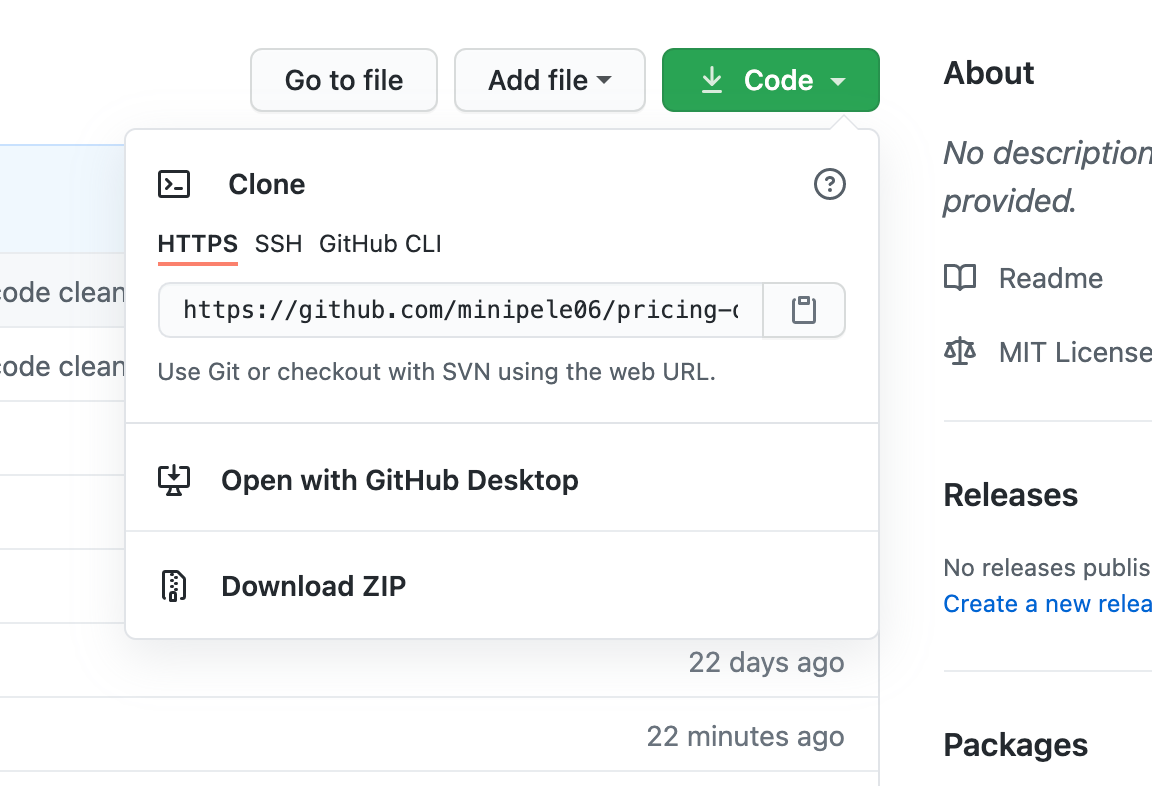 Go to file
Add file
Code
Clone
HTTPS SSH GitHub CLI
https://github.com/minipele06/pricing-
Use Git or checkout with SVN using the web URL.
Open with GitHub Desktop
Download ZIP
code clean
code clean
22 days ago
22 minutes ago
About
No description
provided.
Readme
MIT License
Releases
No releases publis
Create a new relea
Packages